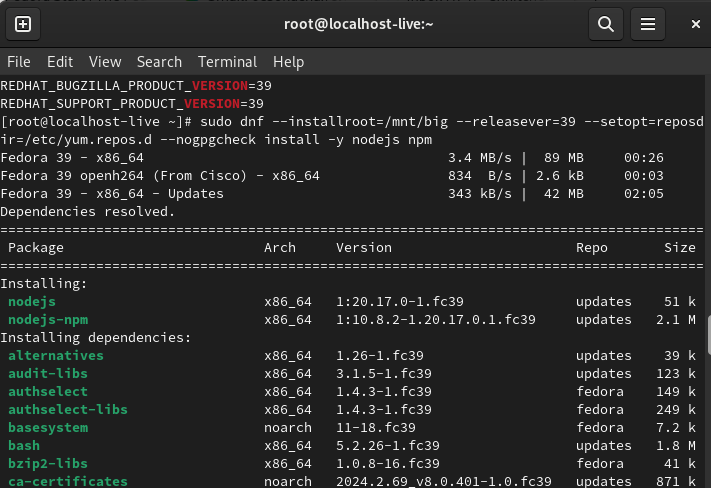 root@localhost-live:~
File Edit View Search Terminal Help
REDHAT_BUGZILLA_PRODUCT_VERSION=39
REDHAT_SUPPORT_PRODUCT_VERSION=39
[root@localhost-live ~]# sudo dnf --installroot=/mnt/big --releasever=39 --setopt=reposd
ir=/etc/yum.repos.d --nogpgcheck install -y nodejs npm
Fedora 39 - x86_64 3.4 MB/s | 89 MB 00:26
Fedora 39 openh264 (From Cisco) - x86_64 834 B/s | 2.6 kB 00:03
Fedora 39 - x86_64 - Updates 343 kB/s | 42 MB 02:05
Dependencies resolved.
========================================================================================
Package Arch Version Repo Size
========================================================================================
Installing:
nodejs x86_64 1:20.17.0-1.fc39 updates 51 k
nodejs-npm x86_64 1:10.8.2-1.20.17.0.1.fc39 updates 2.1 M
Installing dependencies:
alternatives x86_64 1.26-1.fc39 updates 39 k
audit-libs x86_64 3.1.5-1.fc39 updates 123 k
authselect x86_64 1.4.3-1.fc39 fedora 149 k
authselect-libs x86_64 1.4.3-1.fc39 fedora 249 k
basesystem noarch 11-18.fc39 fedora 7.2 k
bash x86_64 5.2.26-1.fc39 updates 1.8 M
bzip2-libs x86_64 1.0.8-16.fc39 fedora 41 k
ca-certificates noarch 2024.2.69_v8.0.401-1.0.fc39 updates 871 k